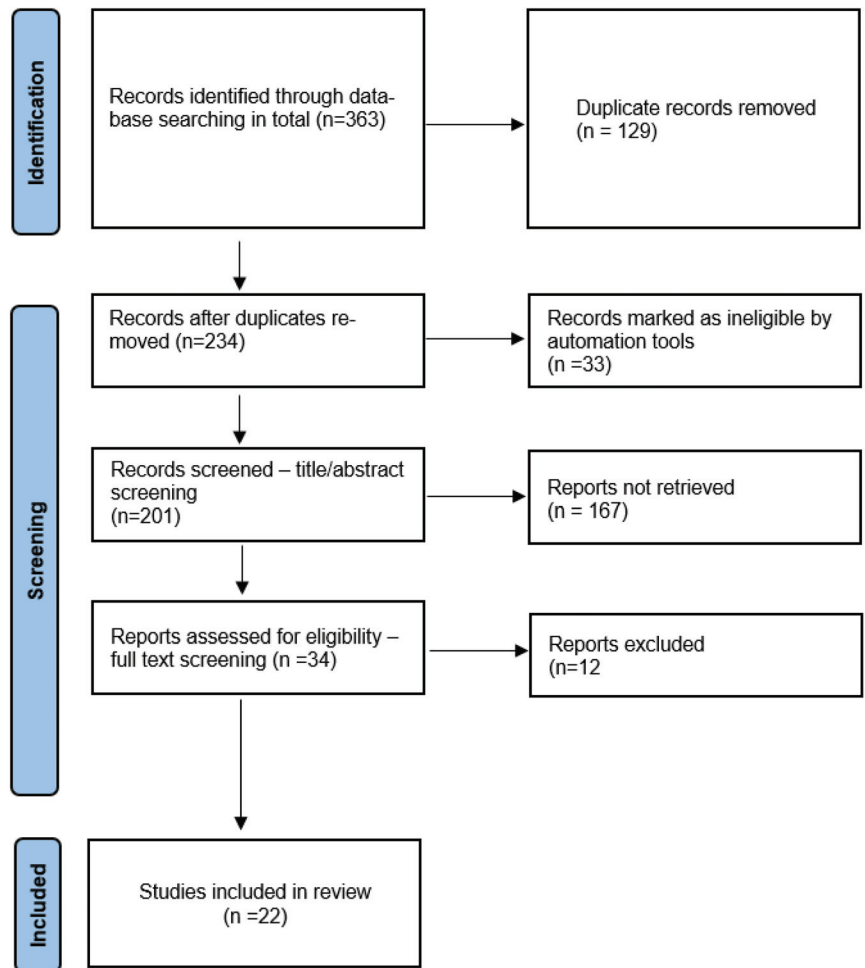 Identification
Records identified through data-
base searching in total (n=363)
Duplicate records removed
(n = 129)
Screening
Records after duplicates re-
moved (n=234)
Records marked as ineligible by
automation tools
(n =33)
Records screened – title/abstract
screening
(n=201)
Reports not retrieved
(n = 167)
Reports assessed for eligibility –
full text screening (n =34)
Reports excluded
(n=12
Included
Studies included in review
(n =22)